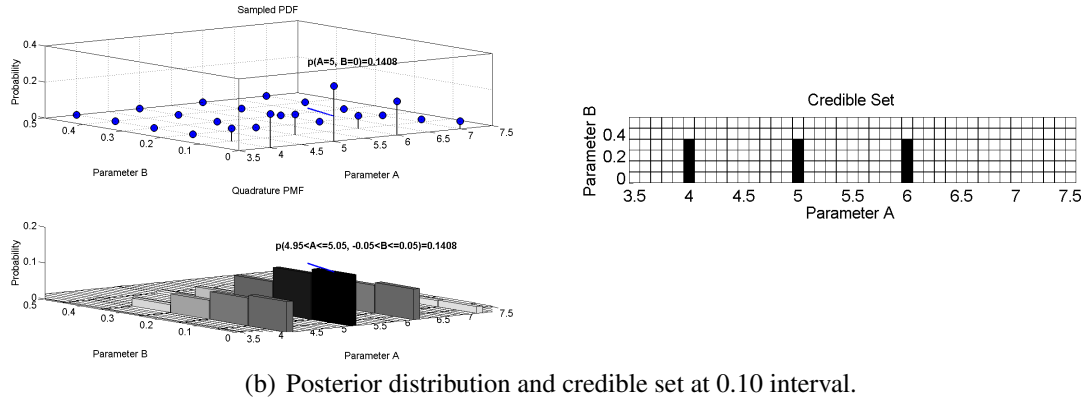 Sampled PDF
p(A=5, B=0)=0.1408
Probability
0.4
0.2
0
0.5
0.4
0.3
0.2
0.1
0
3.5
4
4.5
5
5.5
6
6.5
7
7.5
Parameter B
Parameter A
Quadrature PMF
p(4.95<A<=5.05, -0.05<B<=0.05)=0.1408
Probability
0.2
0.1
0
0.5
0.4
0.3
0.2
0.1
0
3.5
4
4.5
5
5.5
6
6.5
7
7.5
Parameter B
Parameter A
Credible Set
Parameter B
0.4
0.2
0
3.5 4 4.5 5 5.5 6 6.5 7 7.5
Parameter A
(b) Posterior distribution and credible set at 0.10 interval.